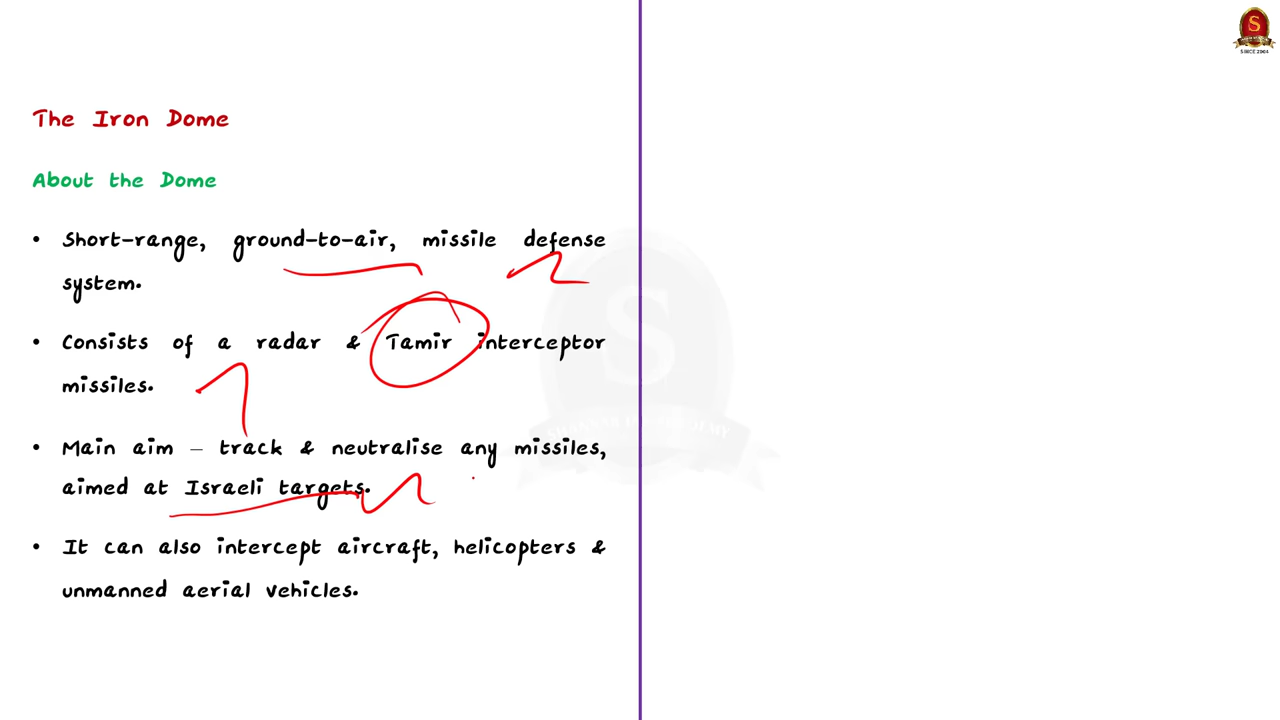 The Iron Dome
About the Dome
• Short-range, ground-to-air, missile defense
system.
• Consists of a radar & Tamir interceptor
missiles.
• Main aim – track & neutralise any missiles,
aimed at Israeli targets.
• It can also intercept aircraft, helicopters &
unmanned aerial vehicles.
S
SINCE 2004
S